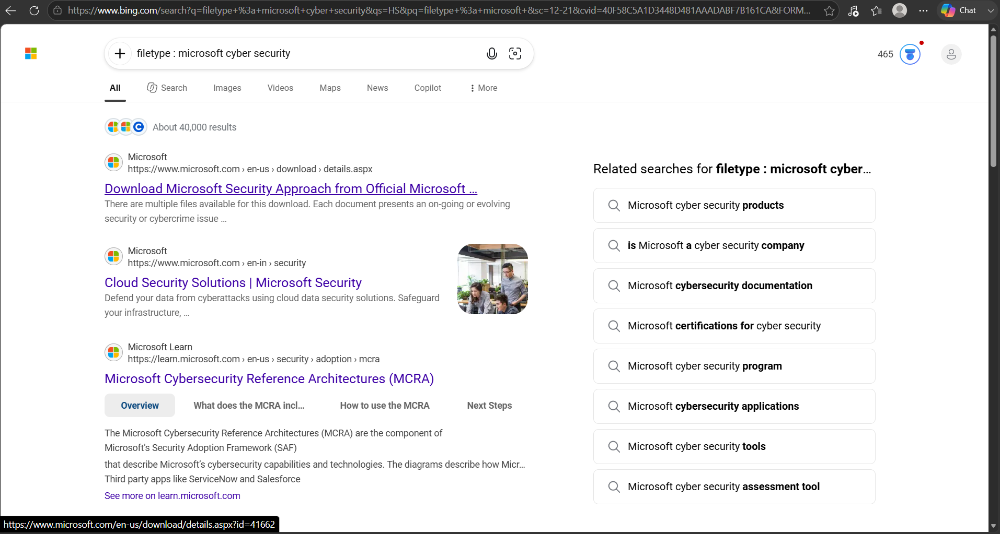 https://www.bing.com/search?q=filetype+%3a+microsoft+cyber+security&qs=HS&pq=filetype+%3a+microsoft+&sc=12-21&cvid=40F58C5A1D3448D481AAADABF7B161CA&FORM...
Chat
filetype : microsoft cyber security
465
All
Search
Images
Videos
Maps
News
Copilot
More
About 40,000 results
Microsoft
https://www.microsoft.com › en-us › download › details.aspx
Download Microsoft Security Approach from Official Microsoft ...
There are multiple files available for this download. Each document presents an on-going or evolving
security or cybercrime issue ...
Microsoft
https://www.microsoft.com › en-in › security
Cloud Security Solutions | Microsoft Security
Defend your data from cyberattacks using cloud data security solutions. Safeguard
your infrastructure, ...
Microsoft Learn
https://learn.microsoft.com › en-us › security › adoption › mcra
Microsoft Cybersecurity Reference Architectures (MCRA)
Overview
What does the MCRA incl...
How to use the MCRA
Next Steps
The Microsoft Cybersecurity Reference Architectures (MCRA) are the component of
Microsoft's Security Adoption Framework (SAF)
that describe Microsoft’s cybersecurity capabilities and technologies. The diagrams describe how Micr...
Third party apps like ServiceNow and Salesforce
See more on learn.microsoft.com
Related searches for filetype : microsoft cyber...
Microsoft cyber security products
is Microsoft a cyber security company
Microsoft cybersecurity documentation
Microsoft certifications for cyber security
Microsoft cyber security program
Microsoft cybersecurity applications
Microsoft cyber security tools
Microsoft cyber security assessment tool
https://www.microsoft.com/en-us/download/details.aspx?id=41662